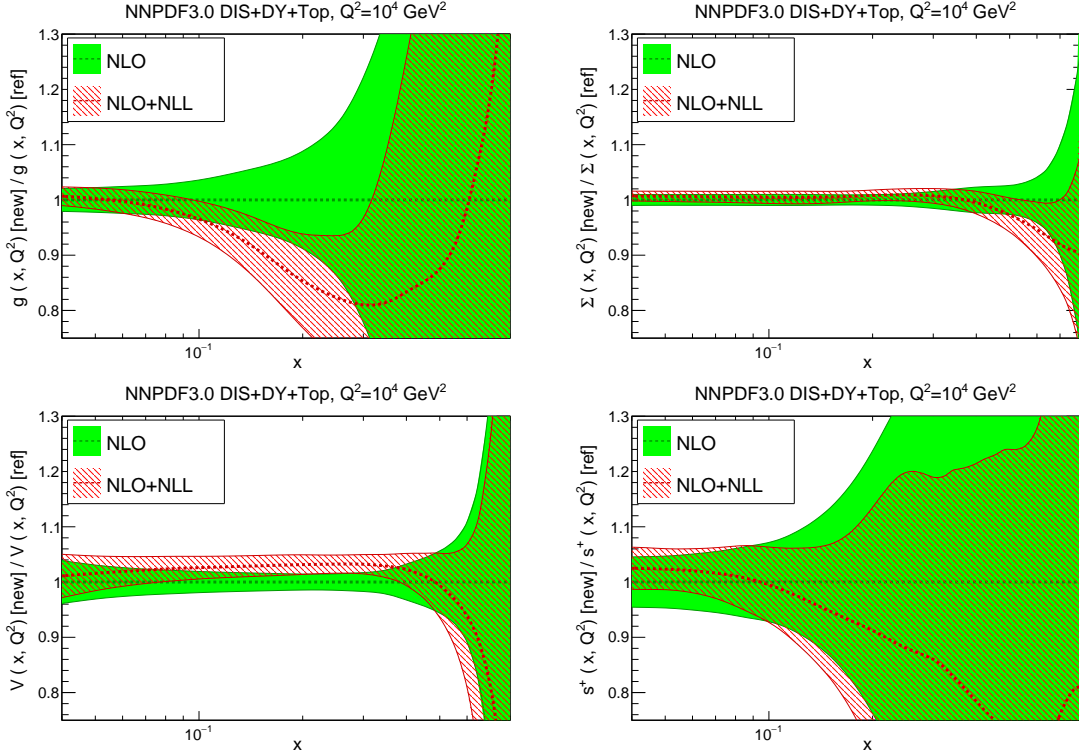 NNPDF3.0 DIS+DY+Top, Q²=10⁴ GeV²
g ( x, Q²) [new] / g ( x, Q²) [ref]
1.3
1.2
1.1
1
0.9
0.8
NLO
NLO+NLL
10⁻¹
x
NNPDF3.0 DIS+DY+Top, Q²=10⁴ GeV²
Σ ( x, Q²) [new] / Σ ( x, Q²) [ref]
1.3
1.2
1.1
1
0.9
0.8
NLO
NLO+NLL
10⁻¹
x
NNPDF3.0 DIS+DY+Top, Q²=10⁴ GeV²
V ( x, Q²) [new] / V ( x, Q²) [ref]
1.3
1.2
1.1
1
0.9
0.8
NLO
NLO+NLL
10⁻¹
x
NNPDF3.0 DIS+DY+Top, Q²=10⁴ GeV²
s⁺ ( x, Q²) [new] / s⁺ ( x, Q²) [ref]
1.3
1.2
1.1
1
0.9
0.8
NLO
NLO+NLL
10⁻¹
x